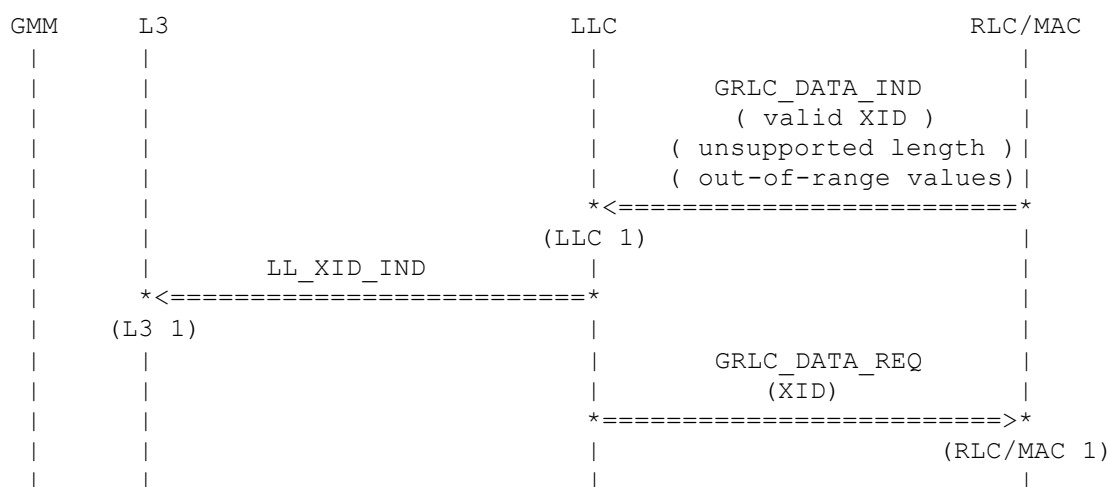 GMM L3 LLC RLC/MAC
GRLC_DATA_IND
( valid XID )
( unsupported length )
( out-of-range values)
(LLC 1)
LL_XID_IND
(L3 1)
GRLC_DATA_REQ
(XID)
(RLC/MAC 1)